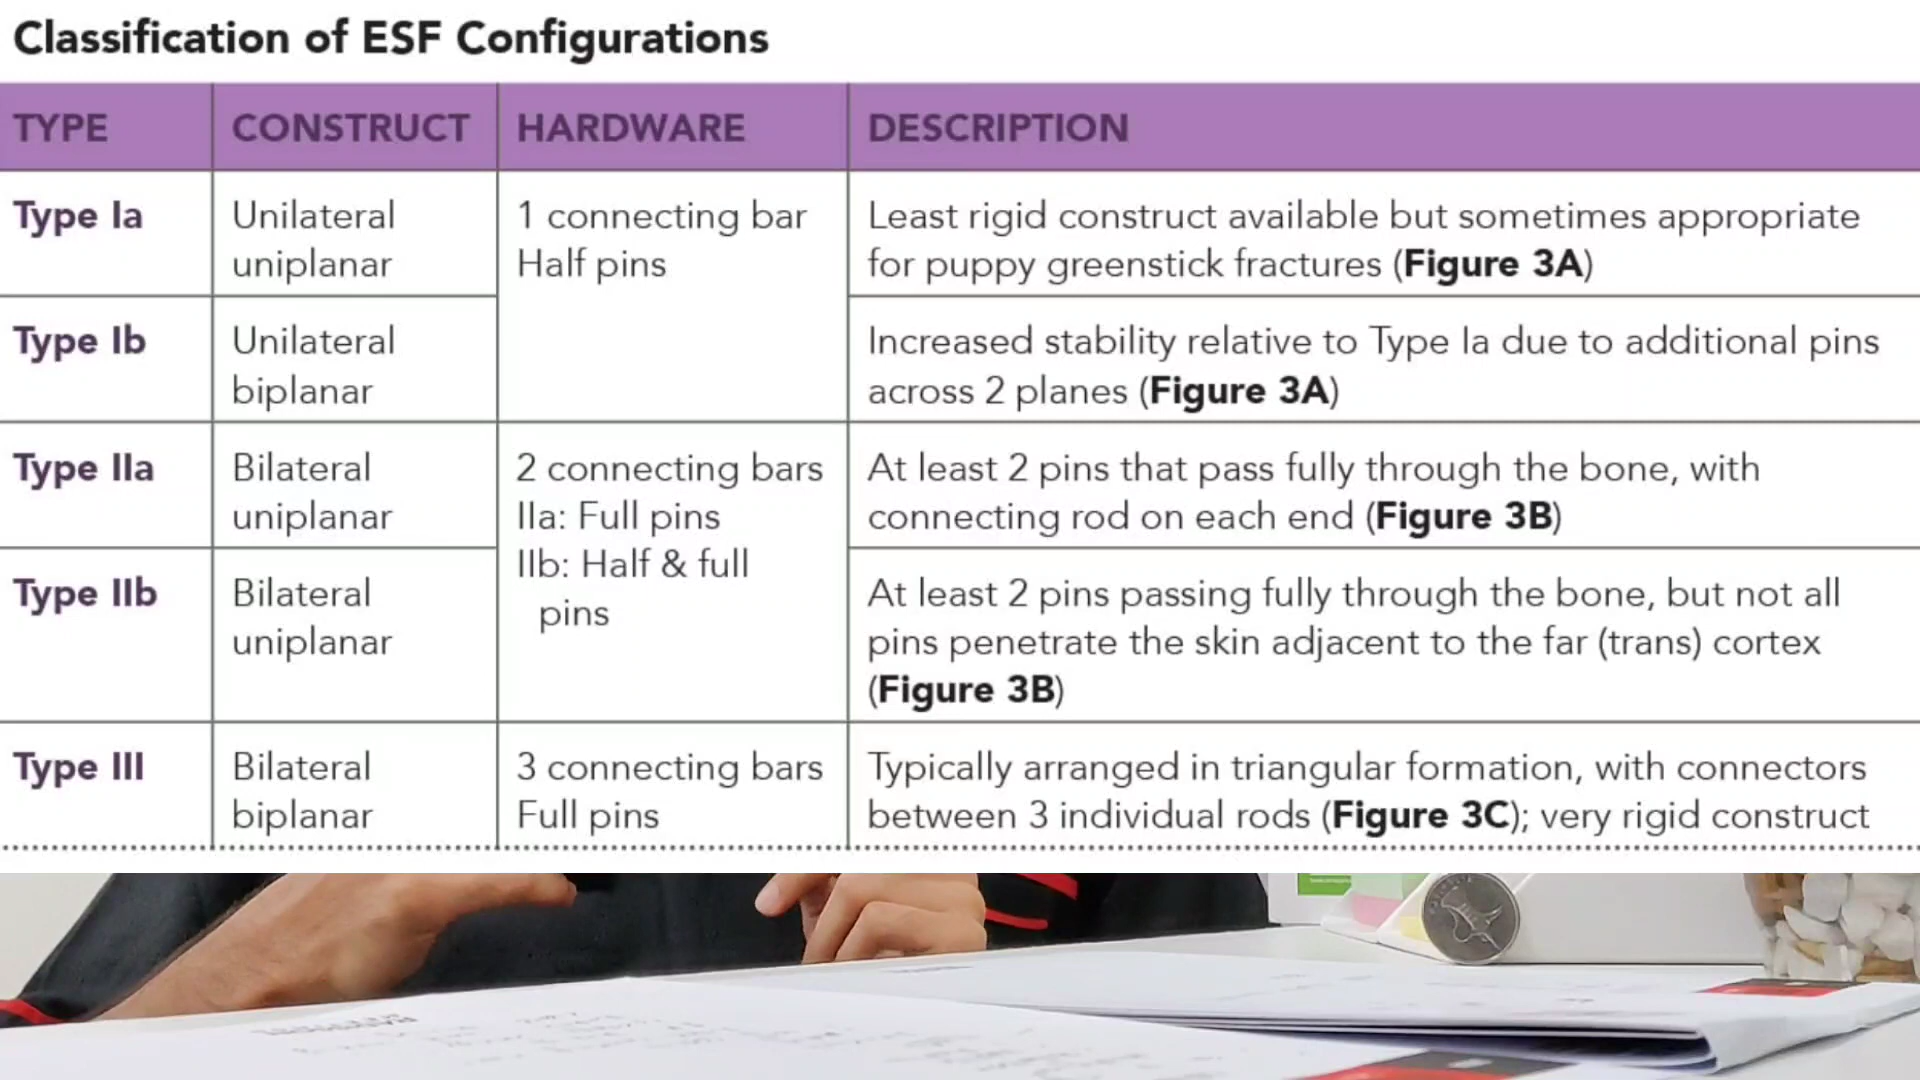 Classification of ESF Configurations
TYPE CONSTRUCT HARDWARE DESCRIPTION
Type Ia
Unilateral
uniplanar
1 connecting bar
Half pins
Least rigid construct available but sometimes appropriate
for puppy greenstick fractures (Figure 3A)
Type Ib
Unilateral
biplanar
Increased stability relative to Type Ia due to additional pins
across 2 planes (Figure 3A)
Type IIa
Bilateral
uniplanar
2 connecting bars
IIa: Full pins
IIb: Half & full
pins
At least 2 pins that pass fully through the bone, with
connecting rod on each end (Figure 3B)
Type IIb
Bilateral
uniplanar
At least 2 pins passing fully through the bone, but not all
pins penetrate the skin adjacent to the far (trans) cortex
(Figure 3B)
Type III
Bilateral
biplanar
3 connecting bars
Full pins
Typically arranged in triangular formation, with connectors
between 3 individual rods (Figure 3C); very rigid construct